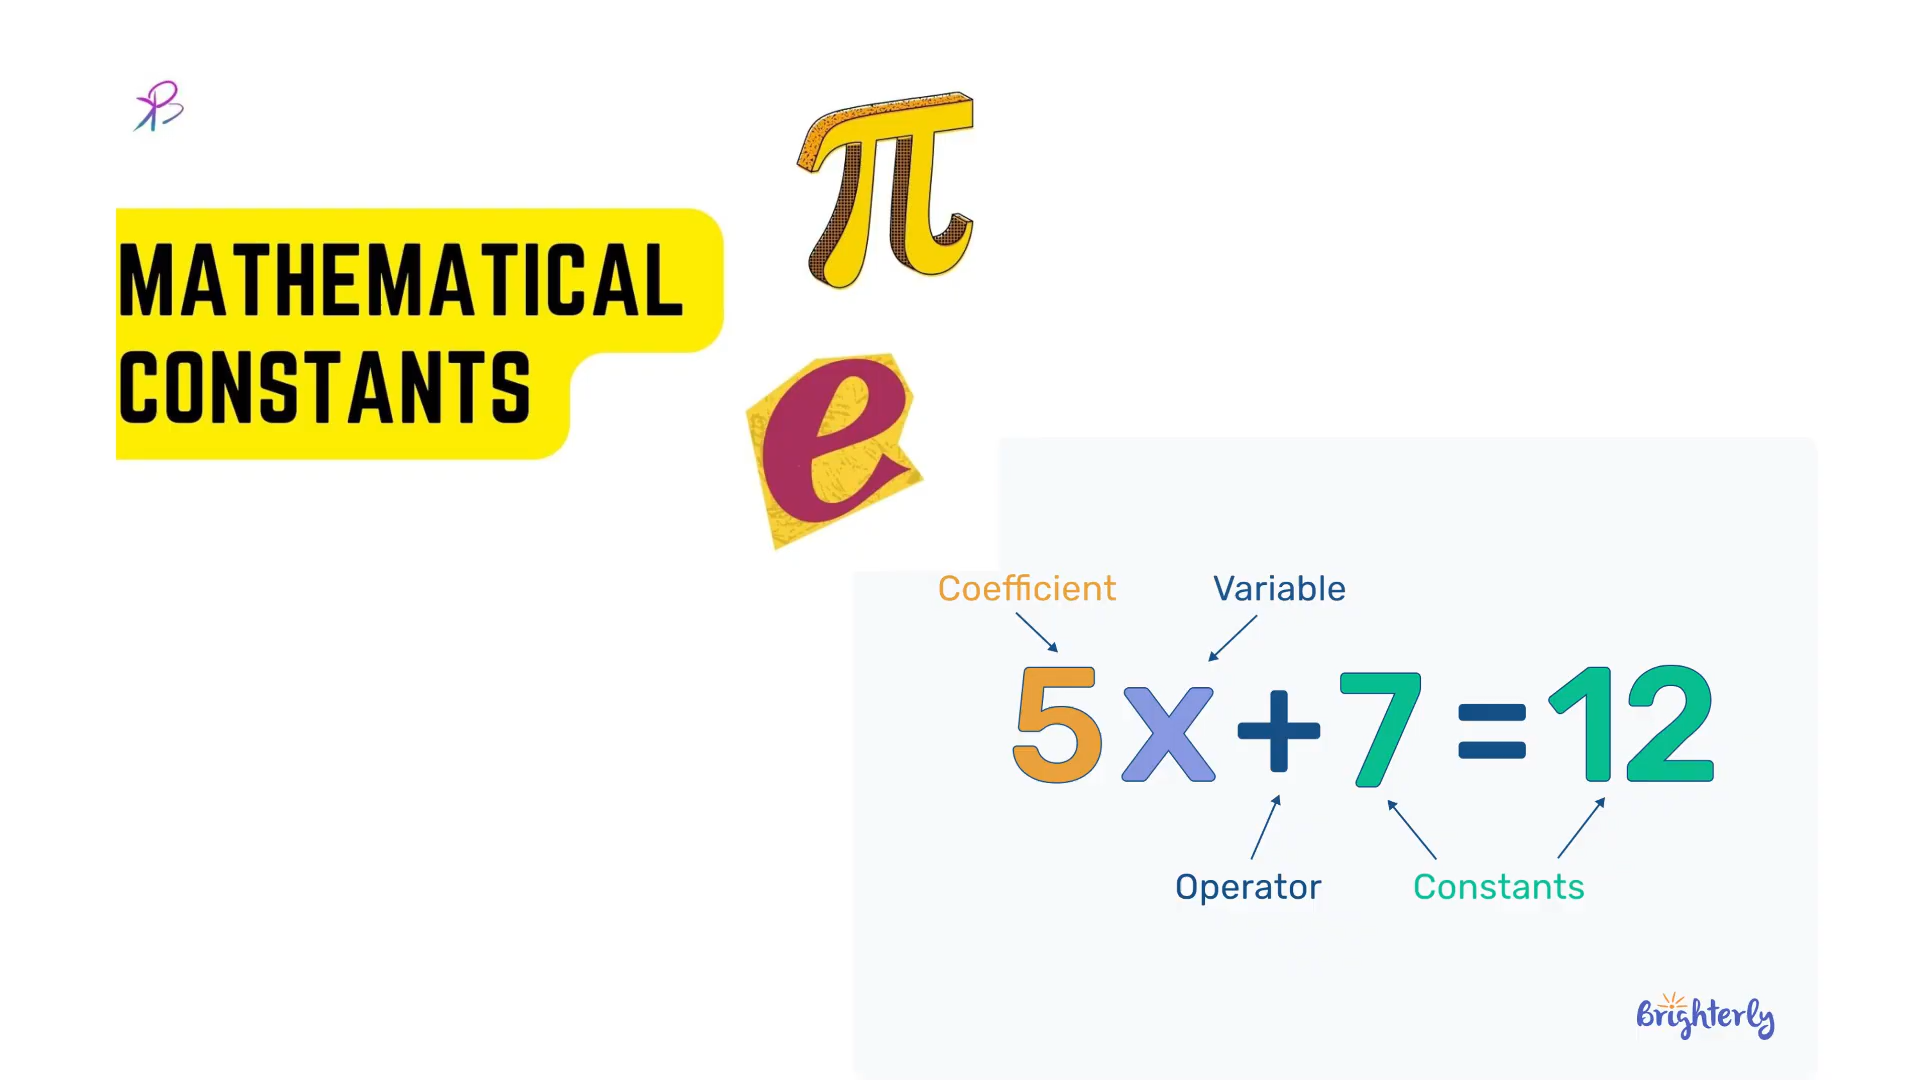 MATHEMATICAL
CONSTANTS
π
e
Coefficient Variable
5x+7=12
Operator Constants
Brighterly